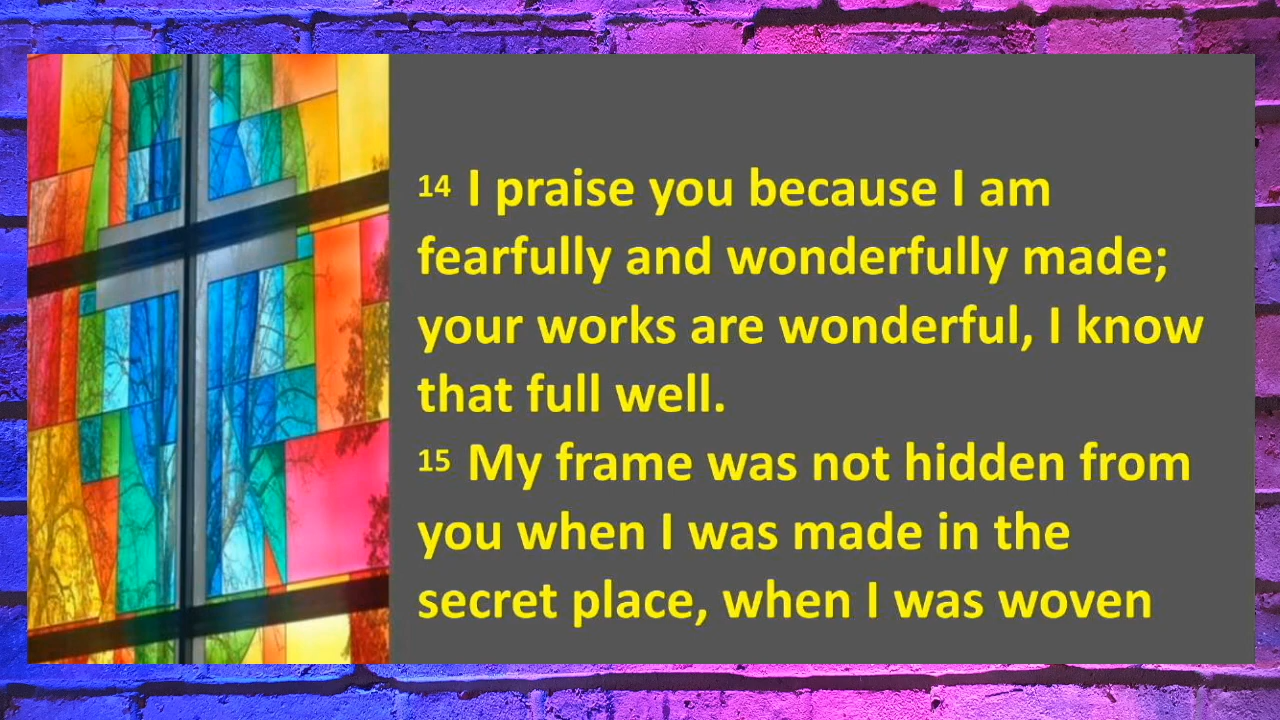 14 I praise you because I am
fearfully and wonderfully made;
your works are wonderful, I know
that full well.
15 My frame was not hidden from
you when I was made in the
secret place, when I was woven